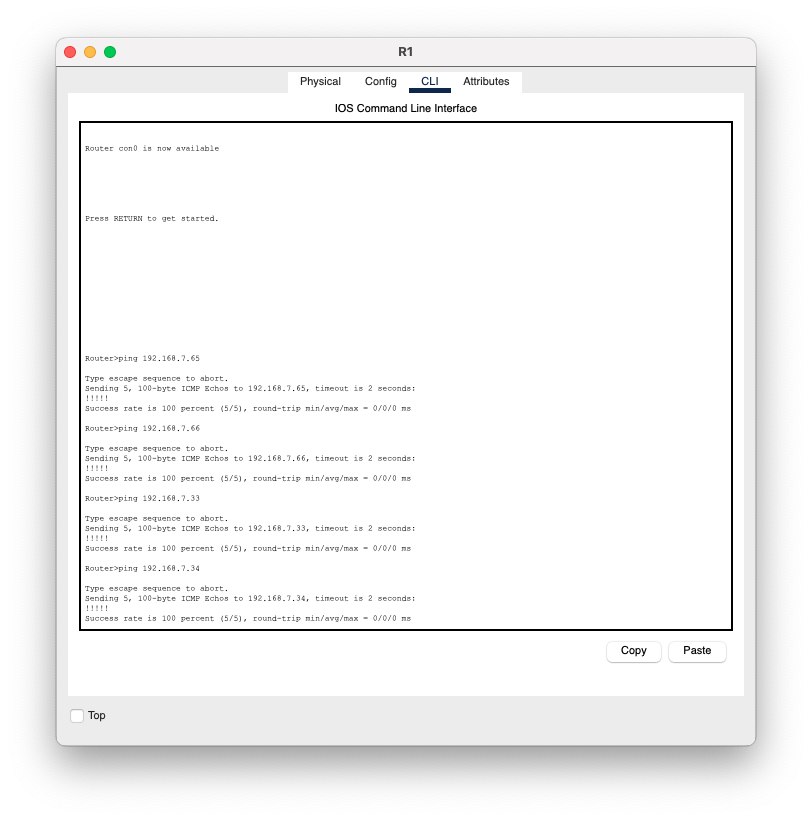 R1
Physical Config CLI Attributes
IOS Command Line Interface
Router con0 is now available
Press RETURN to get started.
Router>ping 192.168.7.65
Type escape sequence to abort.
Sending 5, 100-byte ICMP Echos to 192.168.7.65, timeout is 2 seconds:
!!!!!
Success rate is 100 percent (5/5), round-trip min/avg/max = 0/0/0 ms
Router>ping 192.168.7.66
Type escape sequence to abort.
Sending 5, 100-byte ICMP Echos to 192.168.7.66, timeout is 2 seconds:
!!!!!
Success rate is 100 percent (5/5), round-trip min/avg/max = 0/0/0 ms
Router>ping 192.168.7.33
Type escape sequence to abort.
Sending 5, 100-byte ICMP Echos to 192.168.7.33, timeout is 2 seconds:
!!!!!
Success rate is 100 percent (5/5), round-trip min/avg/max = 0/0/0 ms
Router>ping 192.168.7.34
Type escape sequence to abort.
Sending 5, 100-byte ICMP Echos to 192.168.7.34, timeout is 2 seconds:
!!!!!
Success rate is 100 percent (5/5), round-trip min/avg/max = 0/0/0 ms
Copy Paste
Top